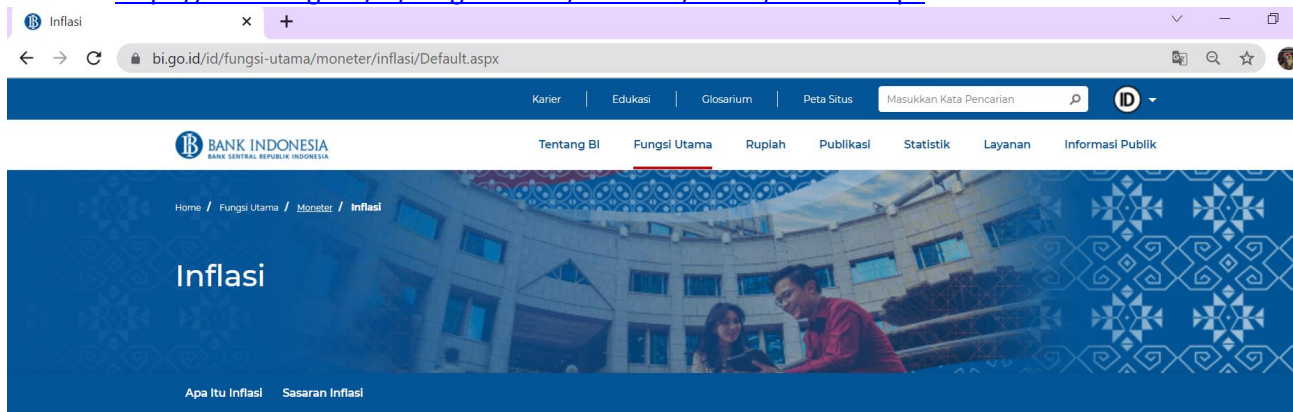 Inflasi
bi.go.id/id/fungsi-utama/moneter/inflasi/Default.aspx
Karier | Edukasi | Glosarium | Peta Situs Masukkan Kata Pencarian ID
BANK INDONESIA
BANK SENTRAL REPUBLIK INDONESIA
Tentang BI Fungsi Utama Rupiah Publikasi Statistik Layanan Informasi Publik
Home / Fungsi Utama / Moneter / Inflasi
Inflasi
Apa Itu Inflasi Sasaran Inflasi